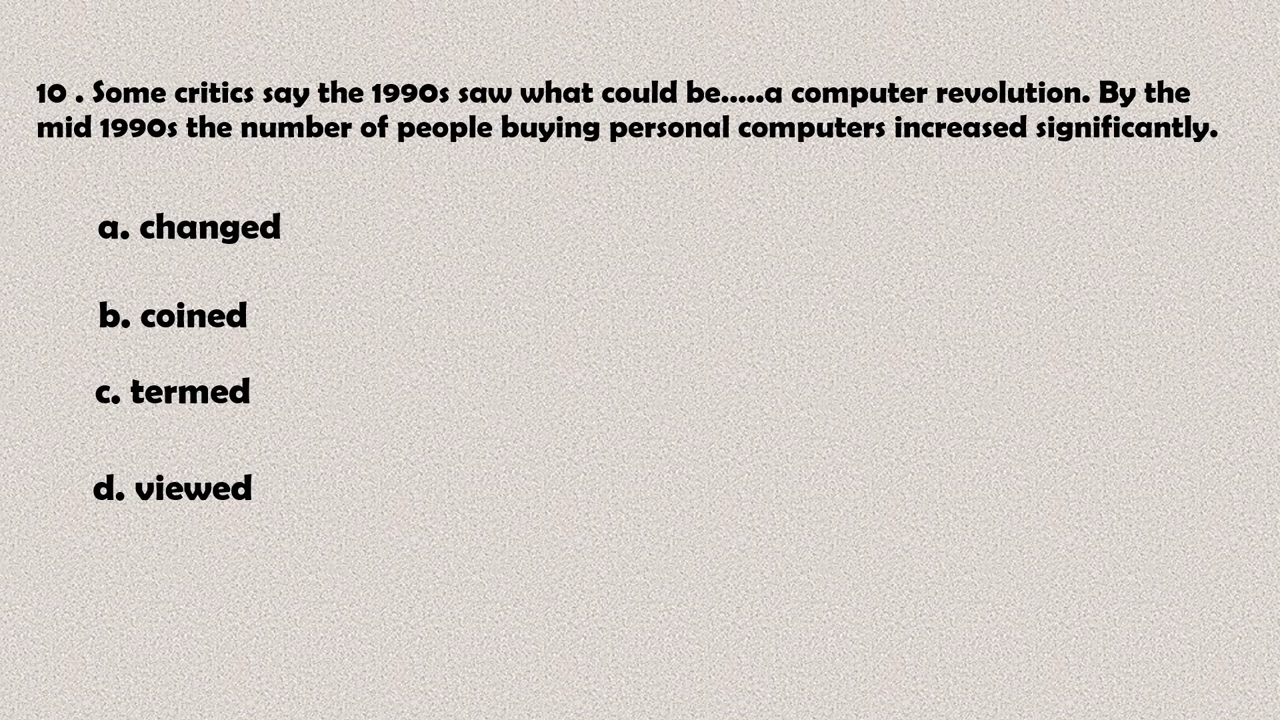 10 . Some critics say the 1990s saw what could be.....a computer revolution. By the
mid 1990s the number of people buying personal computers increased significantly.
a. changed
b. coined
c. termed
d. viewed